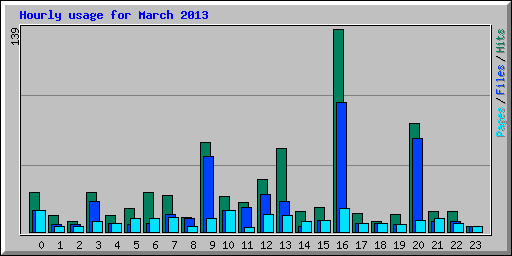 Hourly usage for March 2013
139
Pages/Files/Hits
0 1 2 3 4 5 6 7 8 9 10 11 12 13 14 15 16 17 18 19 20 21 22 23